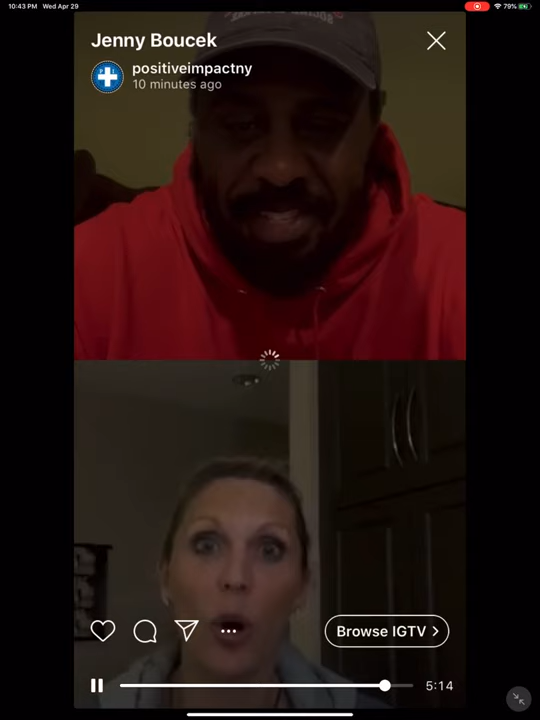 10:43 PM Wed Apr 29
79%
Jenny Boucek
positiveimpactny
10 minutes ago
Browse IGTV >
5:14